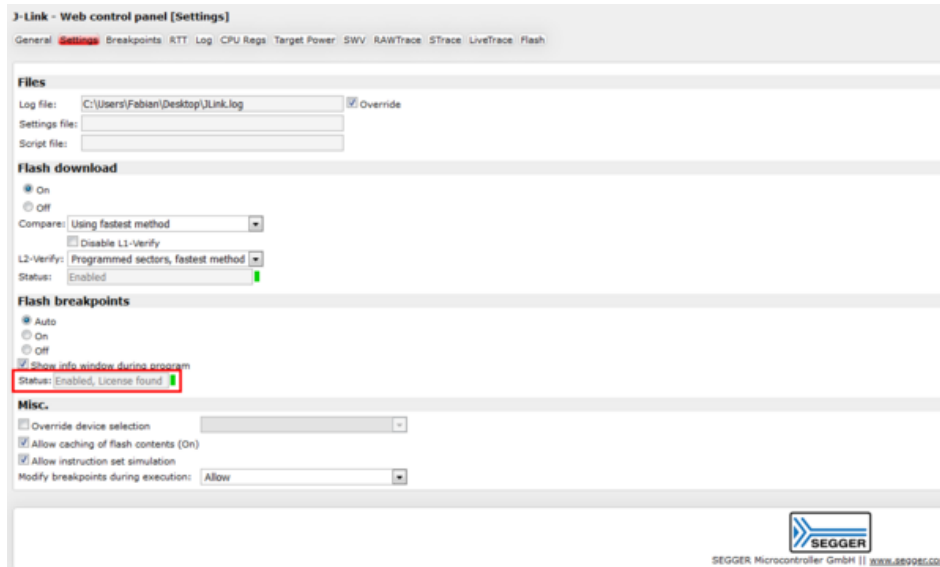 J-Link - Web control panel [Settings]
General Settings Breakpoints RTT Log CPU Regs Target Power SWV RAWTrace STrace LiveTrace Flash
Files
Log file: C:\Users\Fabian\Desktop\JLink.log Override
Settings file:
Script file:
Flash download
On
Off
Compare: Using fastest method
Disable L1-Verify
L2-Verify: Programmed sectors, fastest method
Status: Enabled
Flash breakpoints
Auto
On
Off
Show info window during program
Status: Enabled, License found
Misc.
Override device selection
Allow caching of flash contents (On)
Allow instruction set simulation
Modify breakpoints during execution: Allow
SEGGER
SEGGER Microcontroller GmbH || www.segger.co